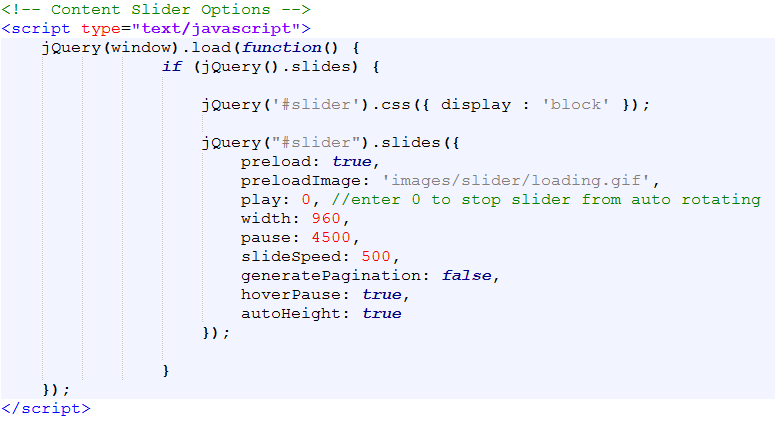 <!-- Content Slider Options -->
<script type="text/javascript">
    jQuery(window).load(function() {
                if (jQuery().slides) {

                    jQuery('#slider').css({ display : 'block' });

                    jQuery("#slider").slides({
                        preload: true,
                        preloadImage: 'images/slider/loading.gif',
                        play: 0, //enter 0 to stop slider from auto rotating
                        width: 960,
                        pause: 4500,
                        slideSpeed: 500,
                        generatePagination: false,
                        hoverPause: true,
                        autoHeight: true
                    });

                }
    });
</script>